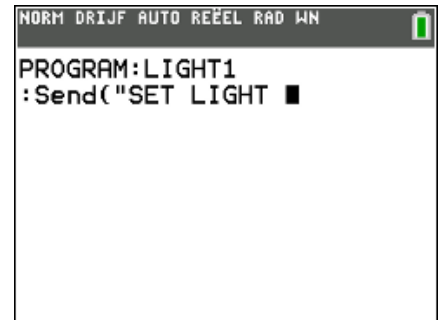 NORM DRIJF AUTO REËEL RAD WN
PROGRAM:LIGHT1
:Send("SET LIGHT